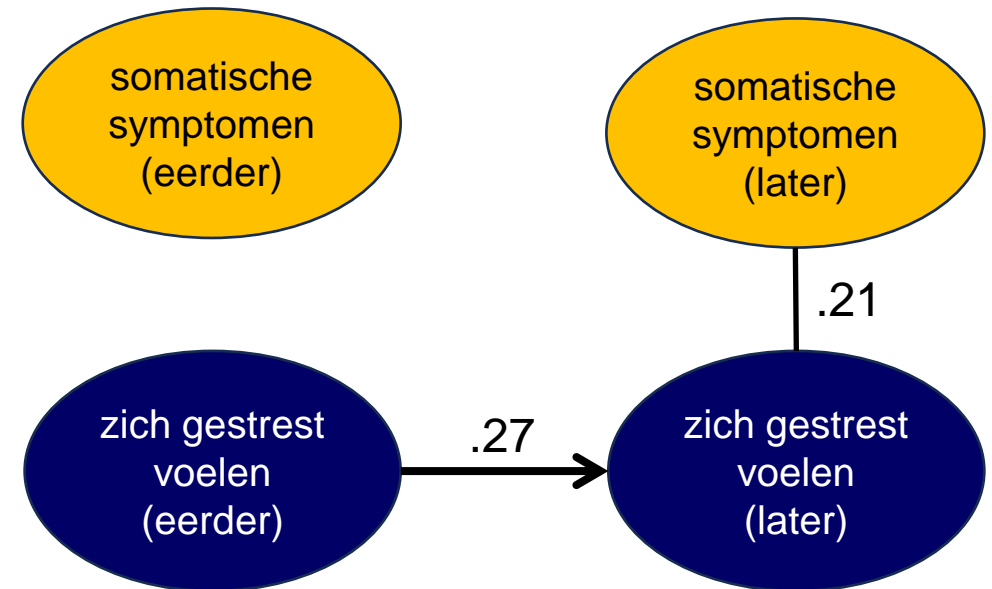 somatische
symptomen
(eerder)
somatische
symptomen
(later)
.21
zich gestrest
voelen
(eerder)
.27
zich gestrest
voelen
(later)